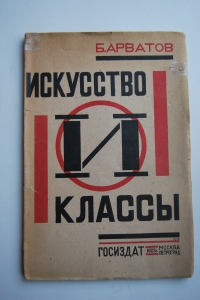 Б. АРВАТОВ
ИСКУССТВО
И
КЛАССЫ
ГОСИЗДАТ
МОСКВА
ПЕТРОГРАД